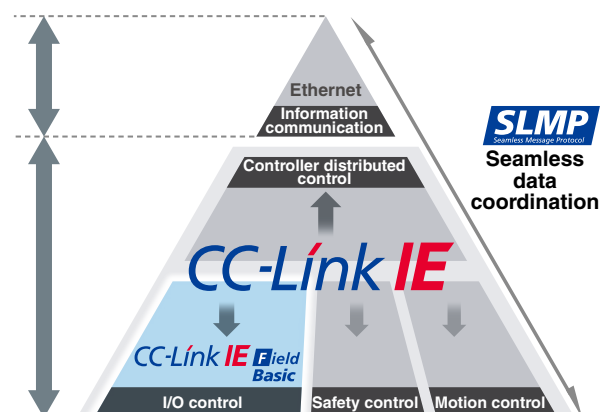 Ethernet
Information
communication
SLMP
Seamless Message Protocol
Seamless
data
coordination
Controller distributed
control
CC-Link IE
CC-Link IE Field
Basic
I/O control
Safety control
Motion control